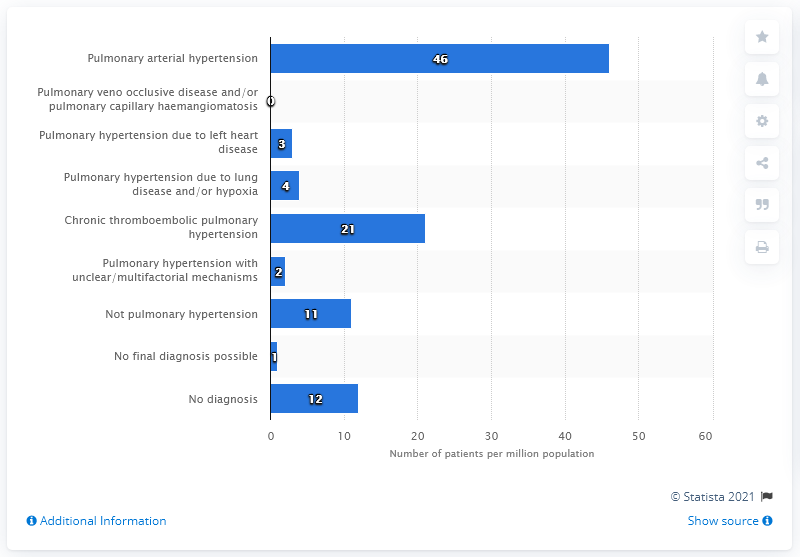 Pulmonary arterial hypertension
46
Pulmonary veno occlusive disease and/or
pulmonary capillary haemangiomatosis
0
Pulmonary hypertension due to left heart
disease
3
Pulmonary hypertension due to lung
disease and/or hypoxia
4
Chronic thromboembolic pulmonary
hypertension
21
Pulmonary hypertension with
unclear/multifactorial mechanisms
2
Not pulmonary hypertension
11
No final diagnosis possible
1
No diagnosis
12
0 10 20 30 40 50 60
Number of patients per million population
© Statista 2021
Additional Information
Show source